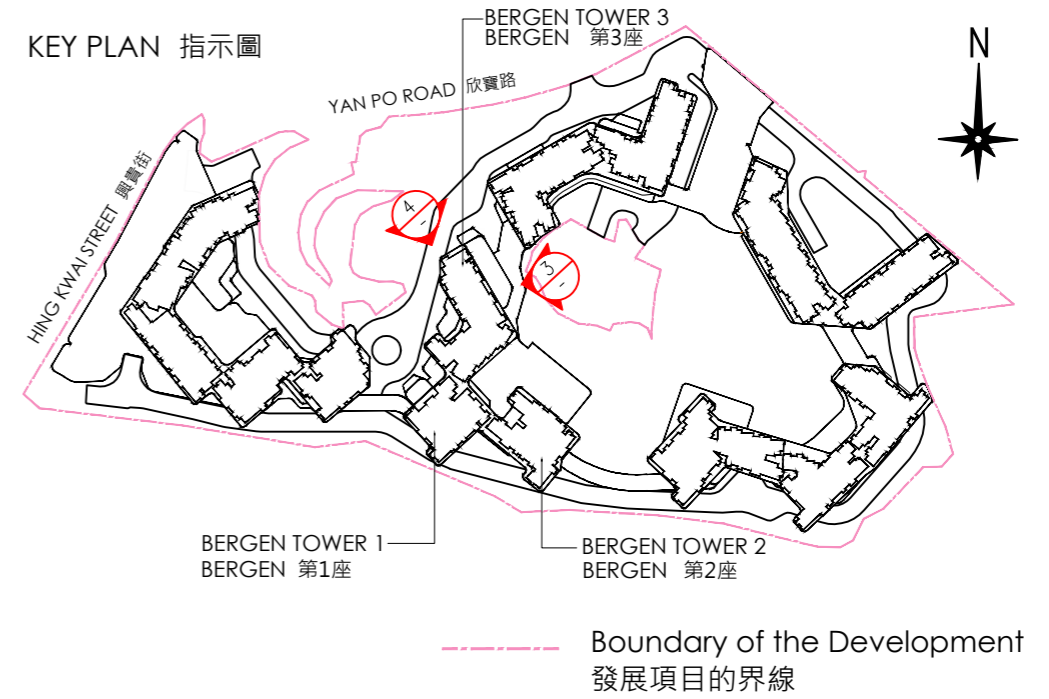 BERGEN TOWER 3
BERGEN 第3座
KEY PLAN 指示圖
N
YAN PO ROAD 欣寶路
HING KWAI STREET 興貴街
4
-
3
-
BERGEN TOWER 1
BERGEN 第1座
BERGEN TOWER 2
BERGEN 第2座
Boundary of the Development
發展項目的界線